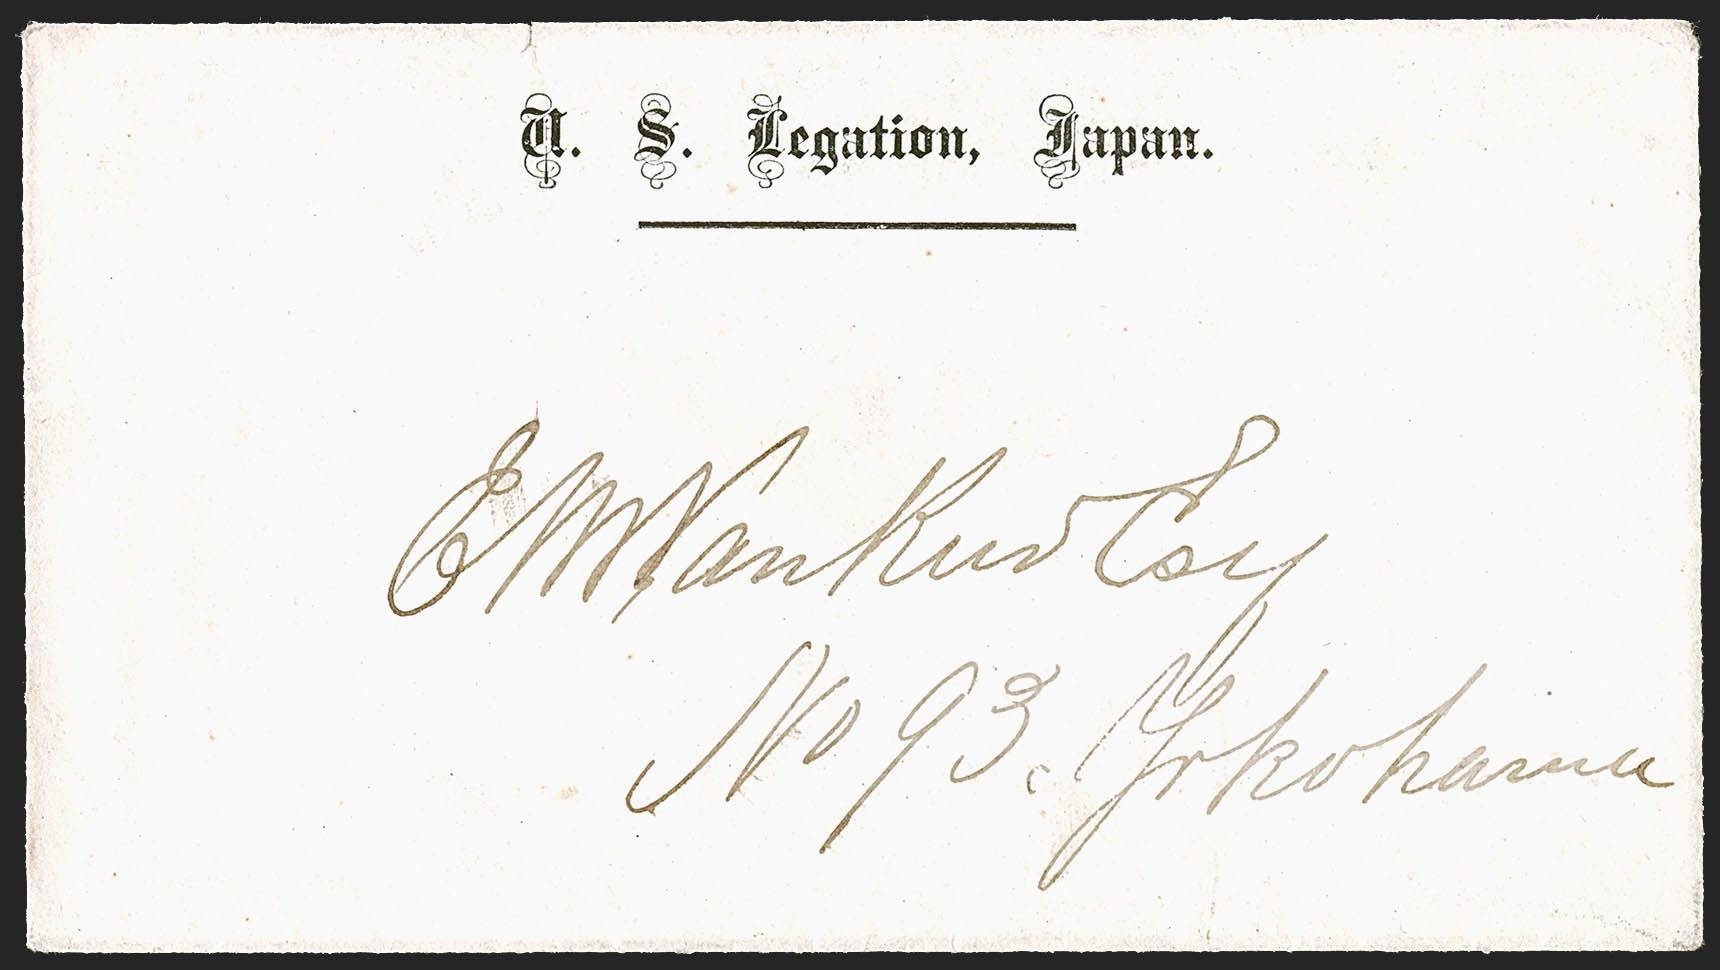 U. S. Legation, Japan.
E M Van Reed Esq
No 93. Yokohama